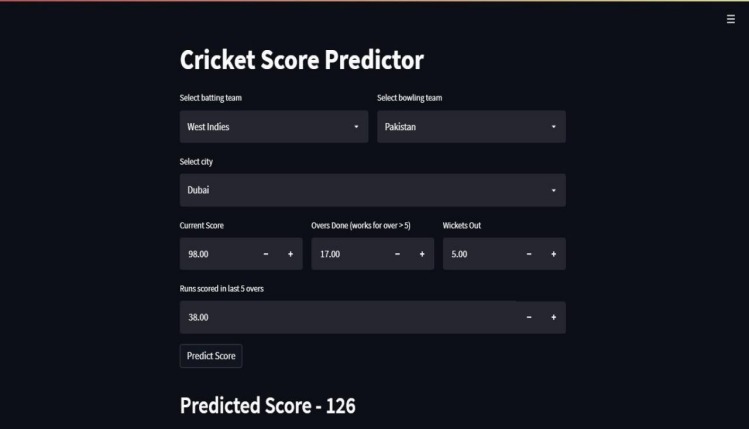 Cricket Score Predictor
Select batting team Select bowling team
West Indies Pakistan
Select city
Dubai
Current Score Overs Done (works for over > 5) Wickets Out
98.00 - + 17.00 - + 5.00 - +
Runs scored in last 5 overs
38.00 - +
Predict Score
Predicted Score - 126